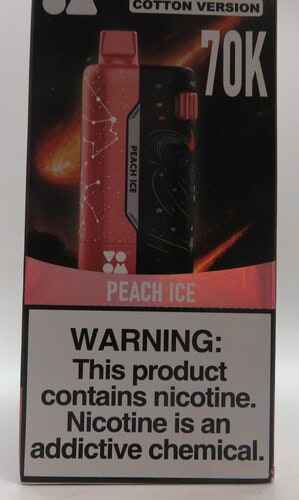 COTTON VERSION
70K
PEACH ICE
PEACH ICE
WARNING:
This product
contains nicotine.
Nicotine is an
addictive chemical.